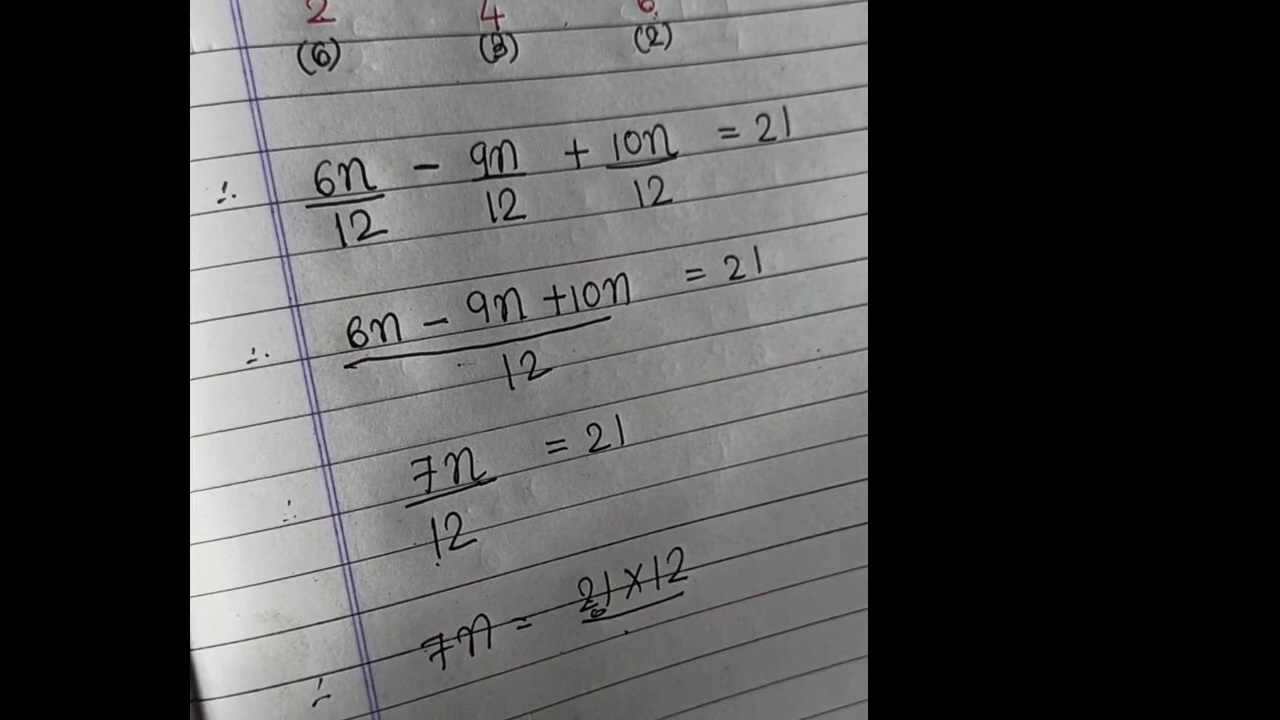 2 4 6
(6) (3) (2)
∴ 6n/12 - 9n/12 + 10n/12 = 21
∴ 6n - 9n + 10n/12 = 21
∴ 7n/12 = 21
∴ 7n = 21 × 12